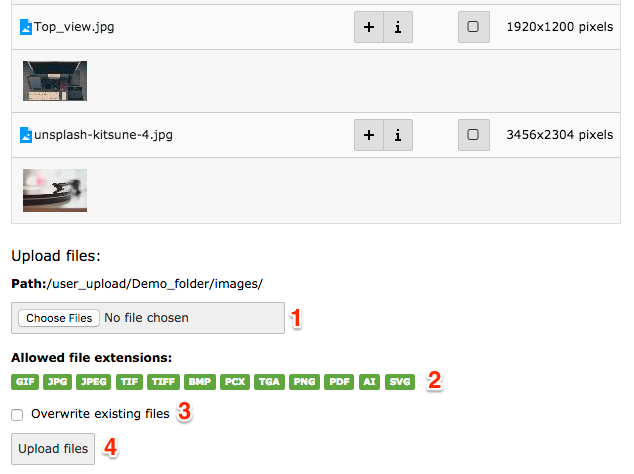 Top_view.jpg + i 1920x1200 pixels
unsplash-kitsune-4.jpg + i 3456x2304 pixels
Upload files:
Path:/user_upload/Demo_folder/images/
Choose Files No file chosen 1
Allowed file extensions:
GIF JPG JPEG TIF TIFF BMP PCX TGA PNG PDF AI SVG 2
Overwrite existing files 3
Upload files 4